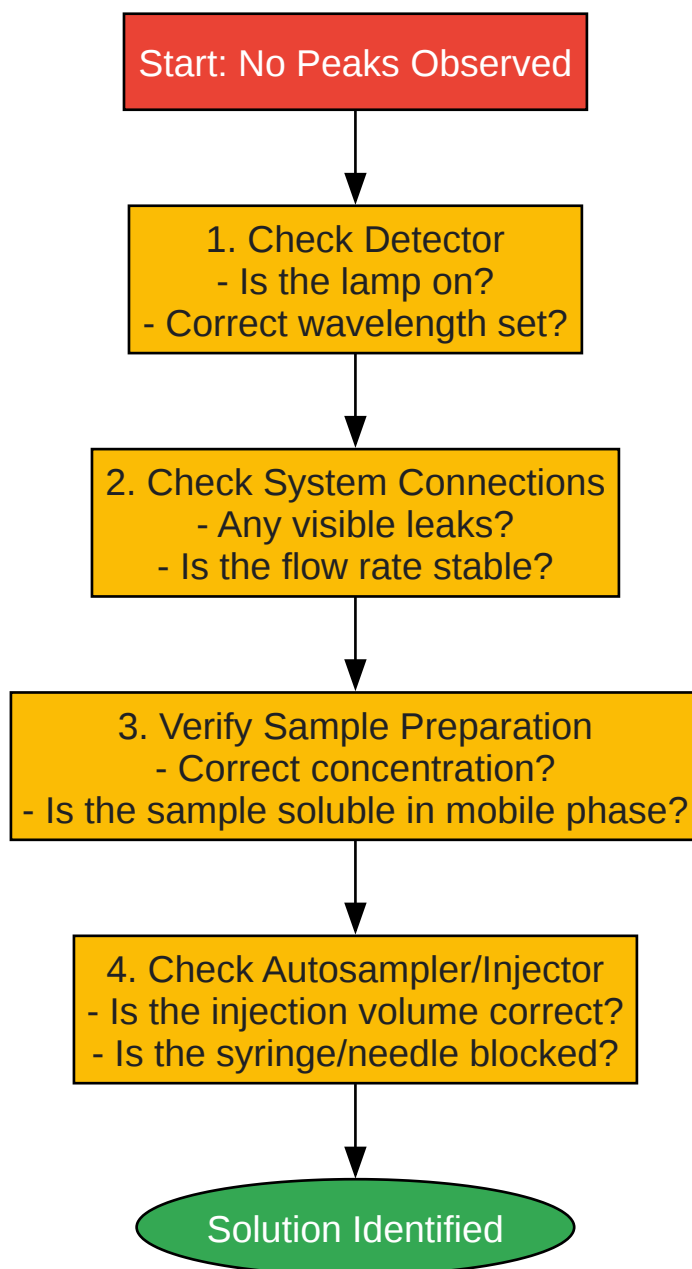 Start: No Peaks Observed
1. Check Detector
- Is the lamp on?
- Correct wavelength set?
2. Check System Connections
- Any visible leaks?
- Is the flow rate stable?
3. Verify Sample Preparation
- Correct concentration?
- Is the sample soluble in mobile phase?
4. Check Autosampler/Injector
- Is the injection volume correct?
- Is the syringe/needle blocked?
Solution Identified